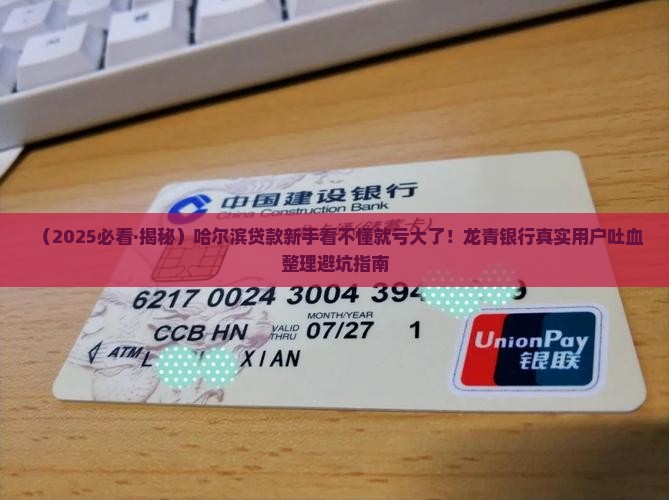 中国建设银行
China Construction Bank
（2025必看·揭秘）哈尔滨贷款新手看不懂就亏大了！龙青银行真实用户吐血
整理避坑指南
6217 0024 3004 394 9
MONTH/YEAR
CCB HN VALID THRU 07/27 1
ATM L XIAN
UnionPay
银联